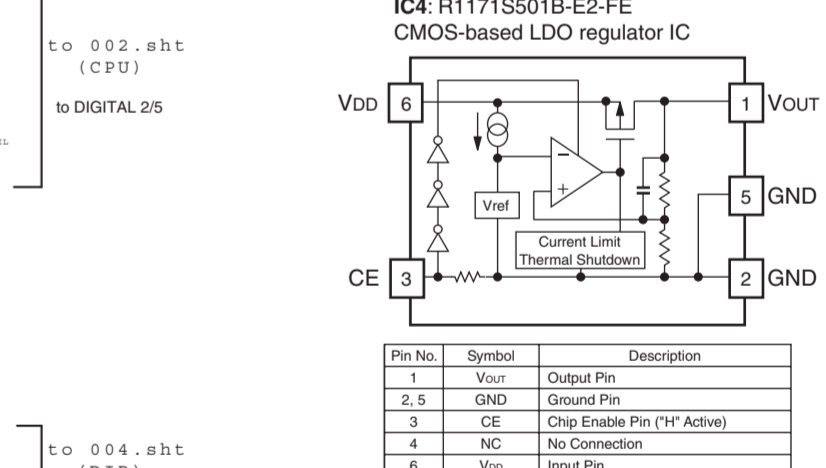 to 002.sht
(CPU)
to DIGITAL 2/5
to 004.sht
IC4: R1171S501B-E2-FE
CMOS-based LDO regulator IC
VDD 6
1 VOUT
Vref
5 GND
Current Limit
Thermal Shutdown
CE 3
2 GND
Pin No. Symbol Description
1 VOUT Output Pin
2, 5 GND Ground Pin
3 CE Chip Enable Pin ("H" Active)
4 NC No Connection
6 VDD Input Pin